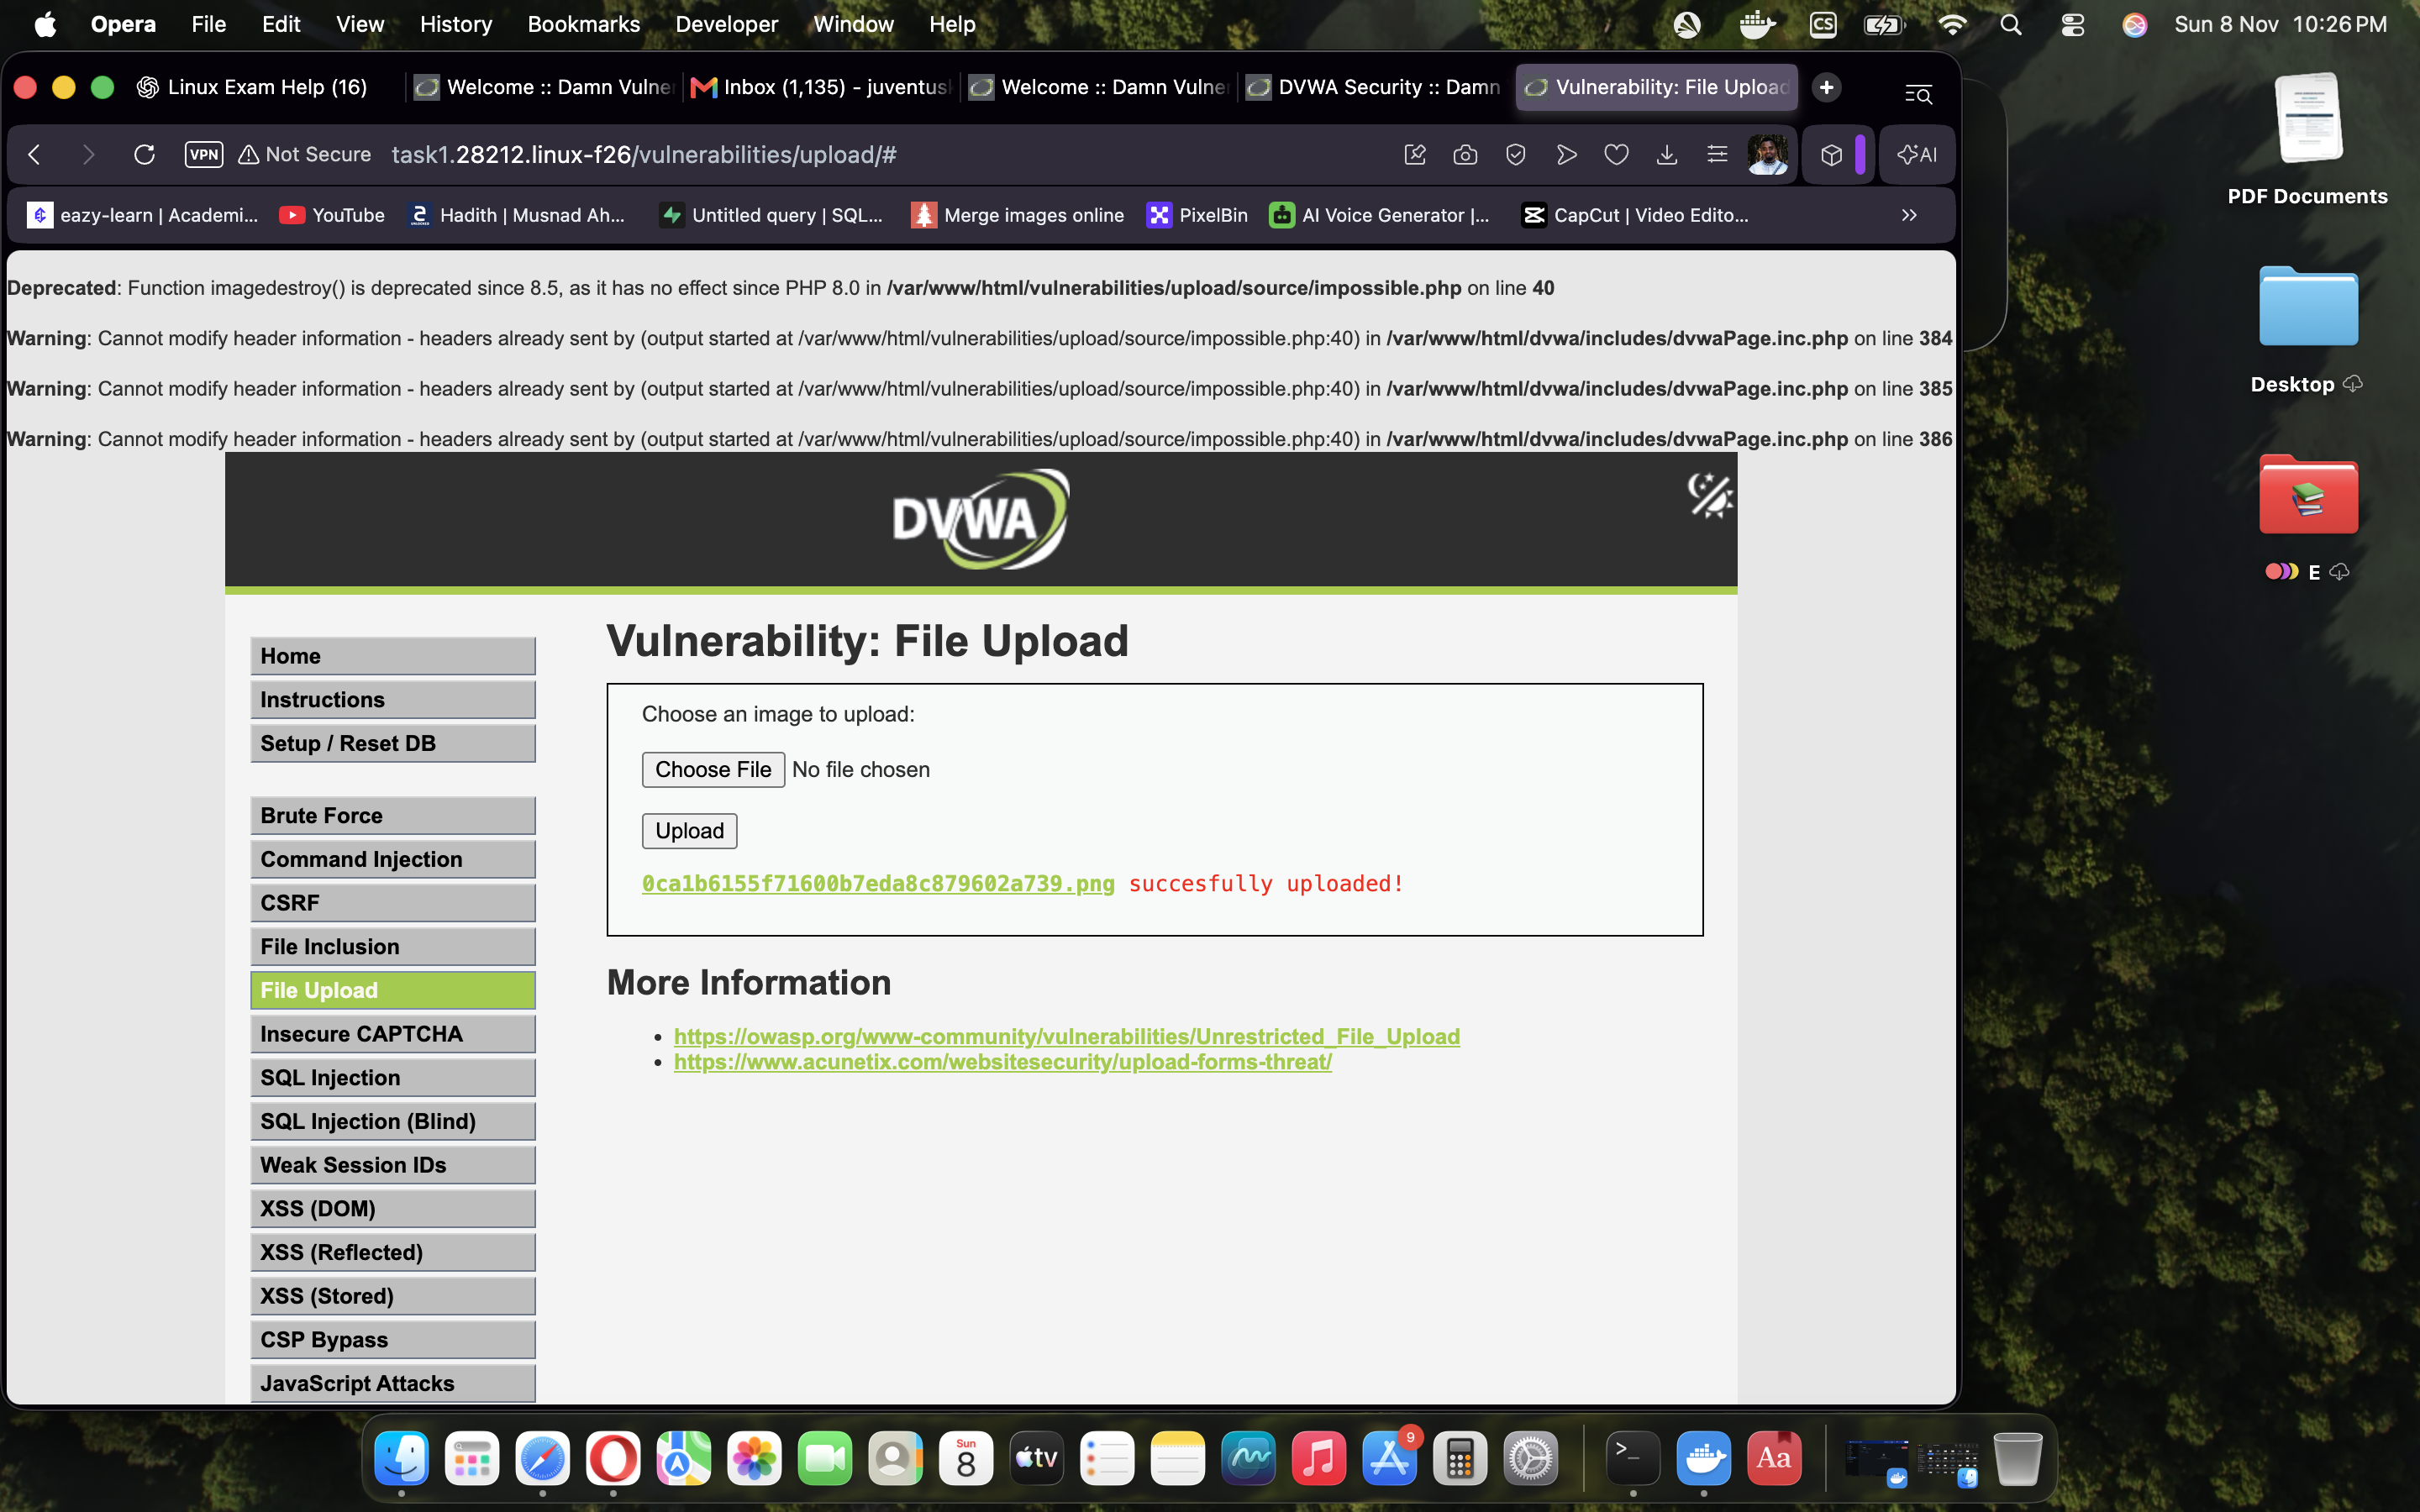 Opera File Edit View History Bookmarks Developer Window Help CS Sun 8 Nov 10:26 PM
Linux Exam Help (16) Welcome :: Damn Vulne Inbox (1,135) - juventus Welcome :: Damn Vulne DVWA Security :: Damn Vulnerability: File Upload
VPN Not Secure task1.28212.linux-f26/vulnerabilities/upload/# AI
eazy-learn | Academi... YouTube Hadith | Musnad Ah... Untitled query | SQL... Merge images online PixelBin AI Voice Generator |... CapCut | Video Edito...
Deprecated: Function imagedestroy() is deprecated since 8.5, as it has no effect since PHP 8.0 in /var/www/html/vulnerabilities/upload/source/impossible.php on line 40
Warning: Cannot modify header information - headers already sent by (output started at /var/www/html/vulnerabilities/upload/source/impossible.php:40) in /var/www/html/dvwa/includes/dvwaPage.inc.php on line 384
Warning: Cannot modify header information - headers already sent by (output started at /var/www/html/vulnerabilities/upload/source/impossible.php:40) in /var/www/html/dvwa/includes/dvwaPage.inc.php on line 385
Warning: Cannot modify header information - headers already sent by (output started at /var/www/html/vulnerabilities/upload/source/impossible.php:40) in /var/www/html/dvwa/includes/dvwaPage.inc.php on line 386
DVWA
Home
Instructions
Setup / Reset DB
Brute Force
Command Injection
CSRF
File Inclusion
File Upload
Insecure CAPTCHA
SQL Injection
SQL Injection (Blind)
Weak Session IDs
XSS (DOM)
XSS (Reflected)
XSS (Stored)
CSP Bypass
JavaScript Attacks
Vulnerability: File Upload
Choose an image to upload:
Choose File No file chosen
Upload
0ca1b6155f71600b7eda8c879602a739.png succesfully uploaded!
More Information
https://owasp.org/www-community/vulnerabilities/Unrestricted_File_Upload
https://www.acunetix.com/websitesecurity/upload-forms-threat/
PDF Documents
Desktop
E
Sun
8
tv
9
>_
Aa